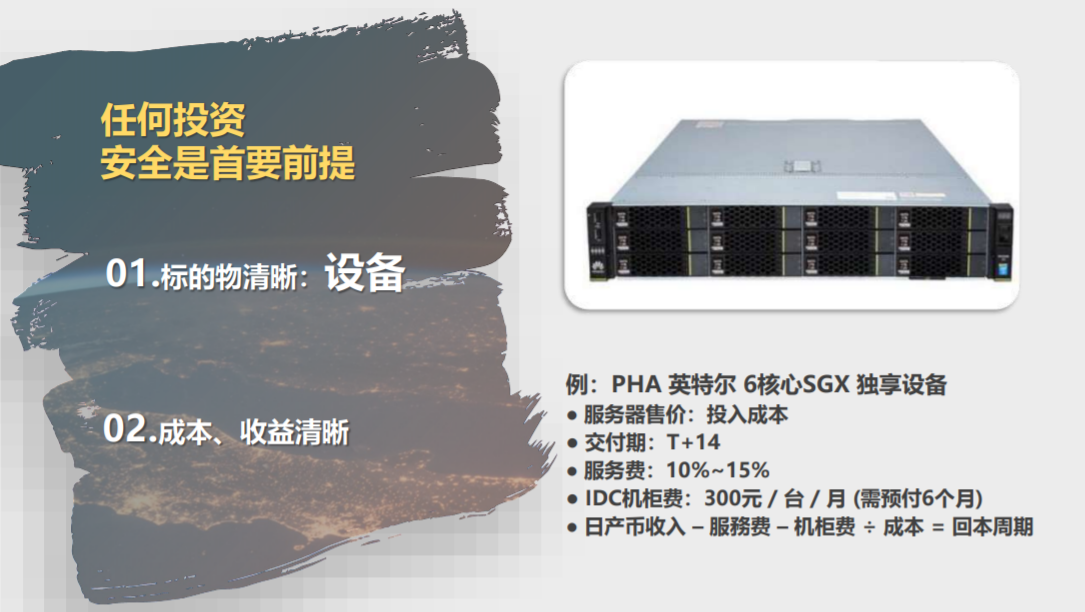 任何投资
安全是首要前提
01.标的物清晰：设备
02.成本、收益清晰
例：PHA 英特尔 6核心SGX 独享设备
● 服务器售价：投入成本
● 交付期：T+14
● 服务费：10%~15%
● IDC机柜费：300元 / 台 / 月 (需预付6个月)
● 日产币收入 – 服務费 – 机柜费 ÷ 成本 = 回本周期